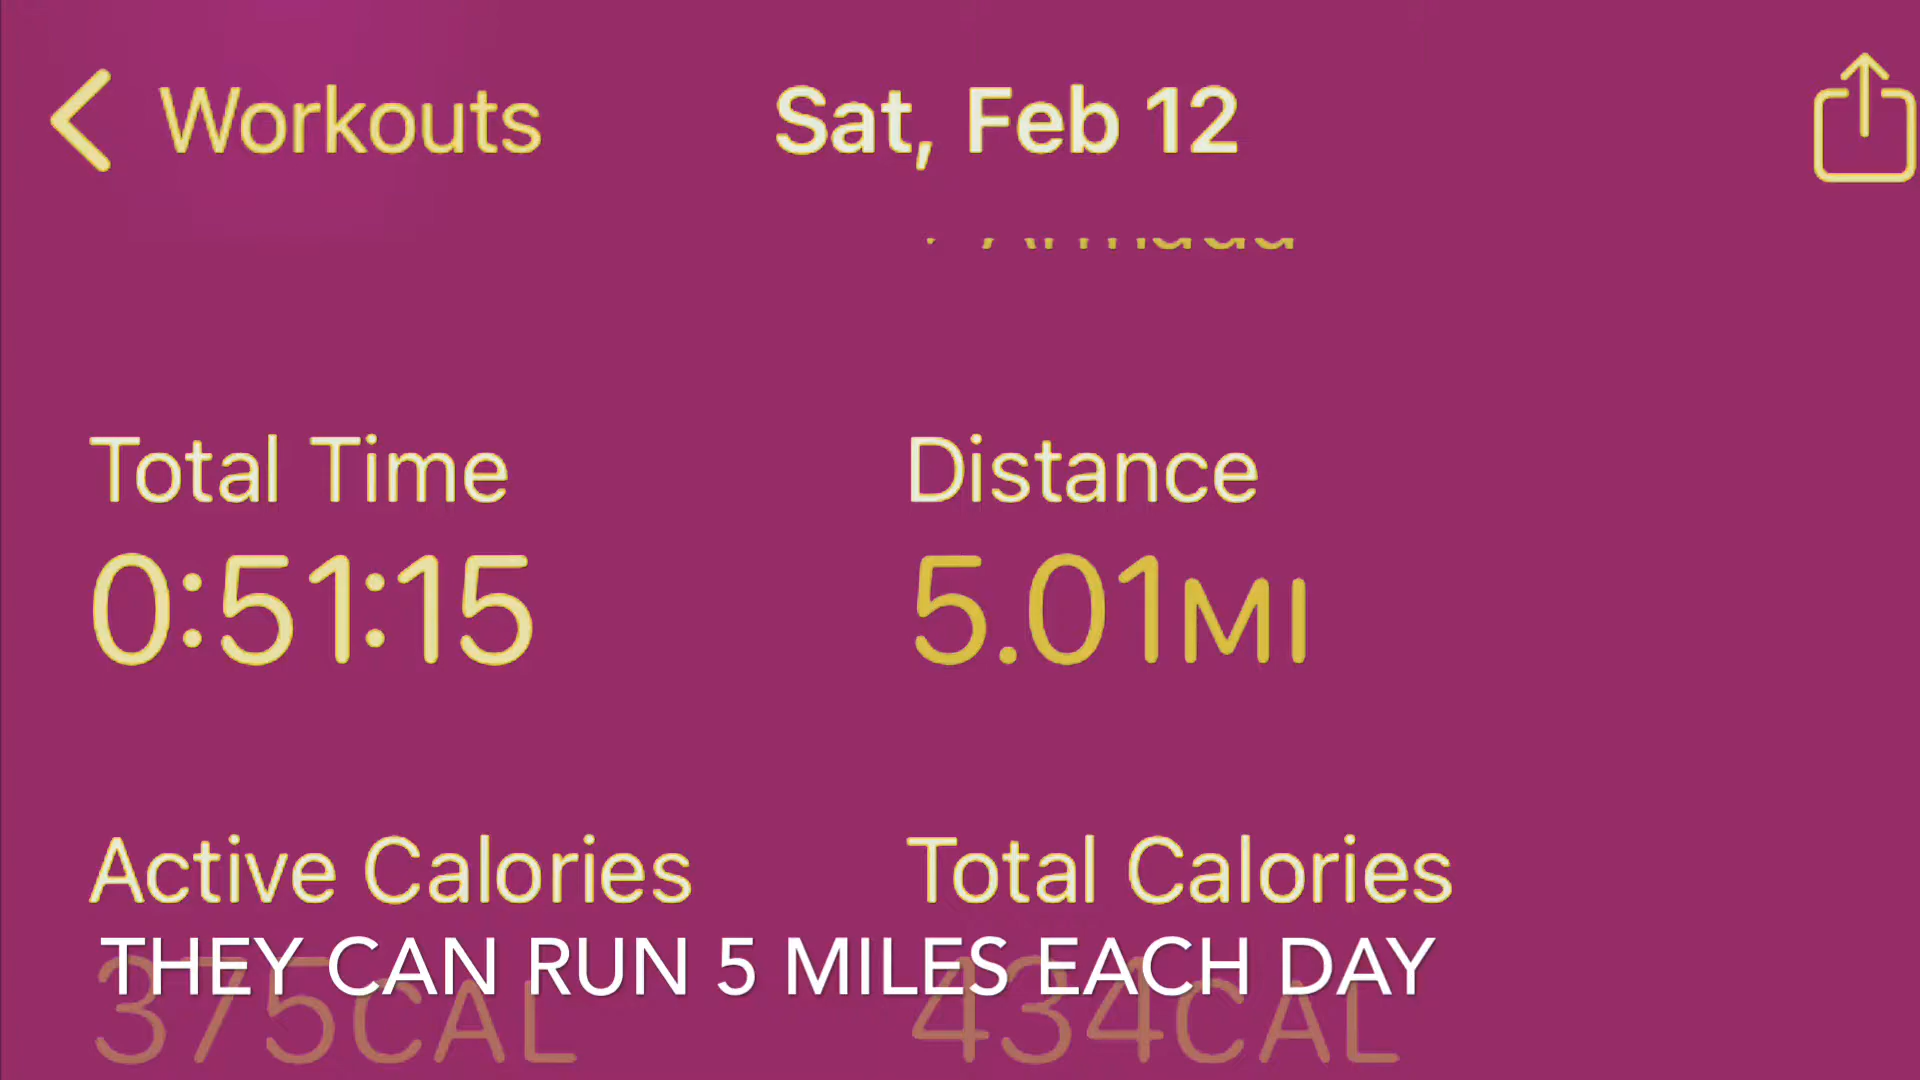 Workouts
Sat, Feb 12
Total Time
Distance
0:51:15
5.01MI
Active Calories
Total Calories
THEY CAN RUN 5 MILES EACH DAY
375CAL
434CAL